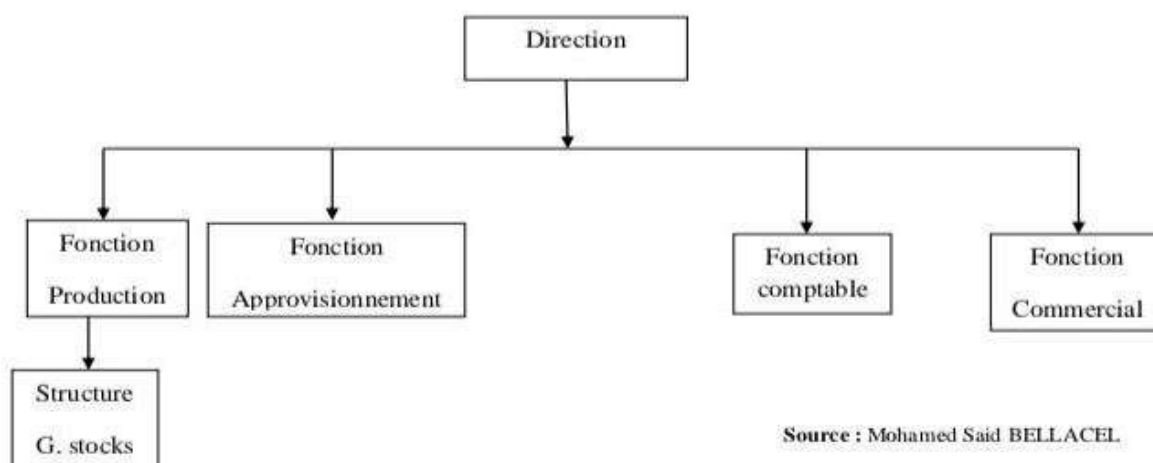 Direction
Fonction
Production
Fonction
Approvisionnement
Fonction
comptable
Fonction
Commercial
Structure
G. stocks
Source : Mohamed Said BELLACEL